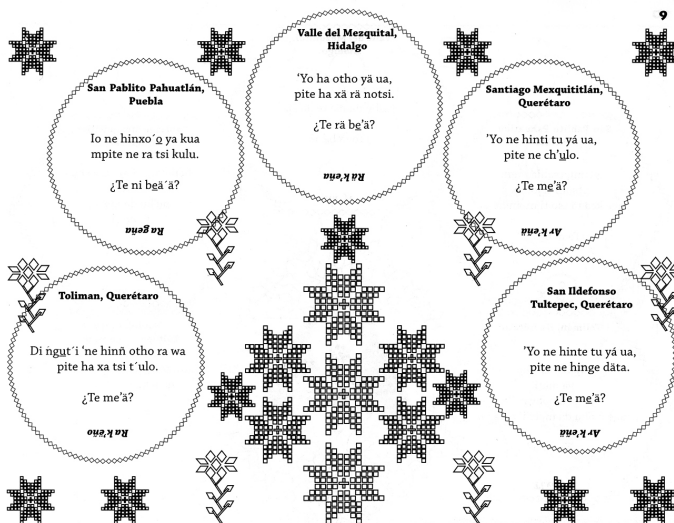 9
Valle del Mezquital,
Hidalgo
'Yo ha otho yä ua,
pite ha xä rä notsi.
¿Te rä be̲'ä?
Rá k'eña
San Pablito Pahuatlán,
Puebla
Io ne hinxo´o̲ ya kua
mpite ne ra tsi kulu.
¿Te ni be̲ä´ä?
Ra geña
Santiago Mexquititlán,
Querétaro
'Yo ne hinti tu yá ua,
pite ne ch'u̲lo.
¿Te me̲'ä?
Ar k'eñä
Toliman, Querétaro
Di ngu̲t´i 'ne hinñ otho ra wa
pite ha xa tsi t´ulo.
¿Te me'ä?
Ra k'ëño
San Ildefonso
Tultepec, Querétaro
'Yo ne hinte tu yá ua,
pite ne hinge däta.
¿Te me̲'ä?
Ar k'eña